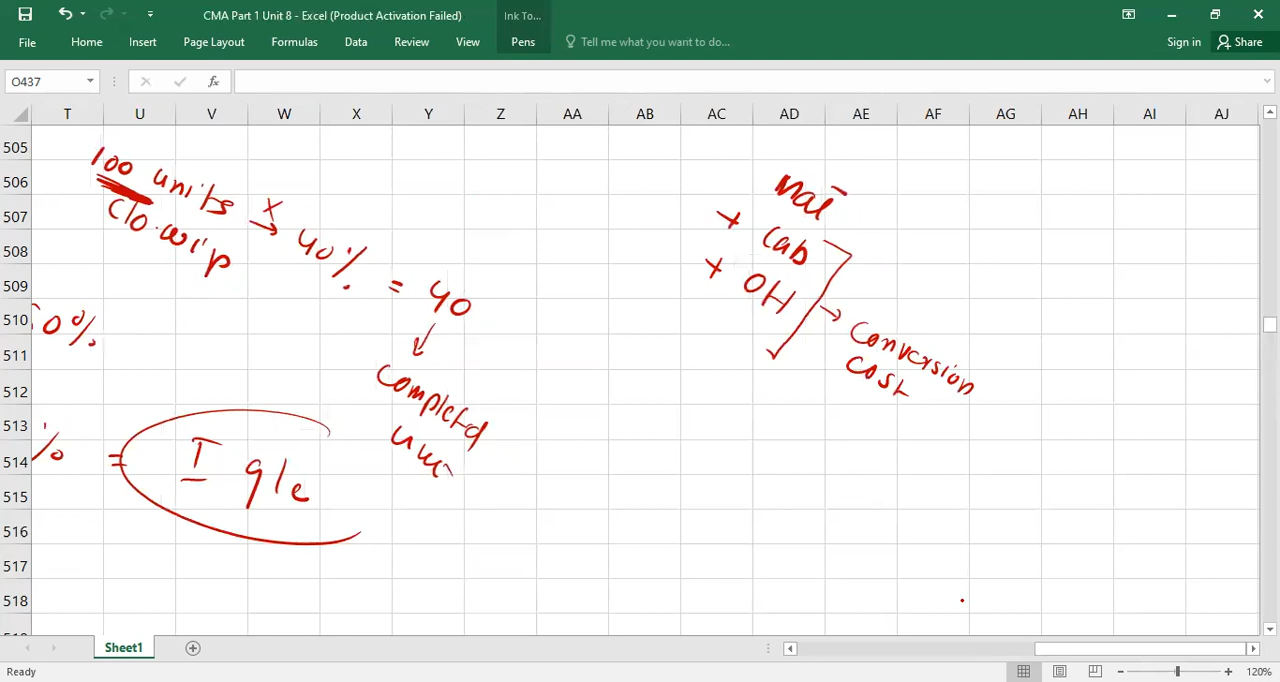 CMA Part 1 Unit 8 - Excel (Product Activation Failed)
Ink To...
File
Home
Insert
Page Layout
Formulas
Data
Review
View
Pens
Tell me what you want to do...
Sign in
Share
O437
fx
T U V W X Y Z AA AB AC AD AE AF AG AH AI AJ
505
506
507
508
509
510
511
512
513
514
515
516
517
518
100 units × → 40% = 40
Clo.wip
Completed
0%
% = I gle
+ Lab
+ OH
→ Conversion
Cost
Sheet1
Ready
120%